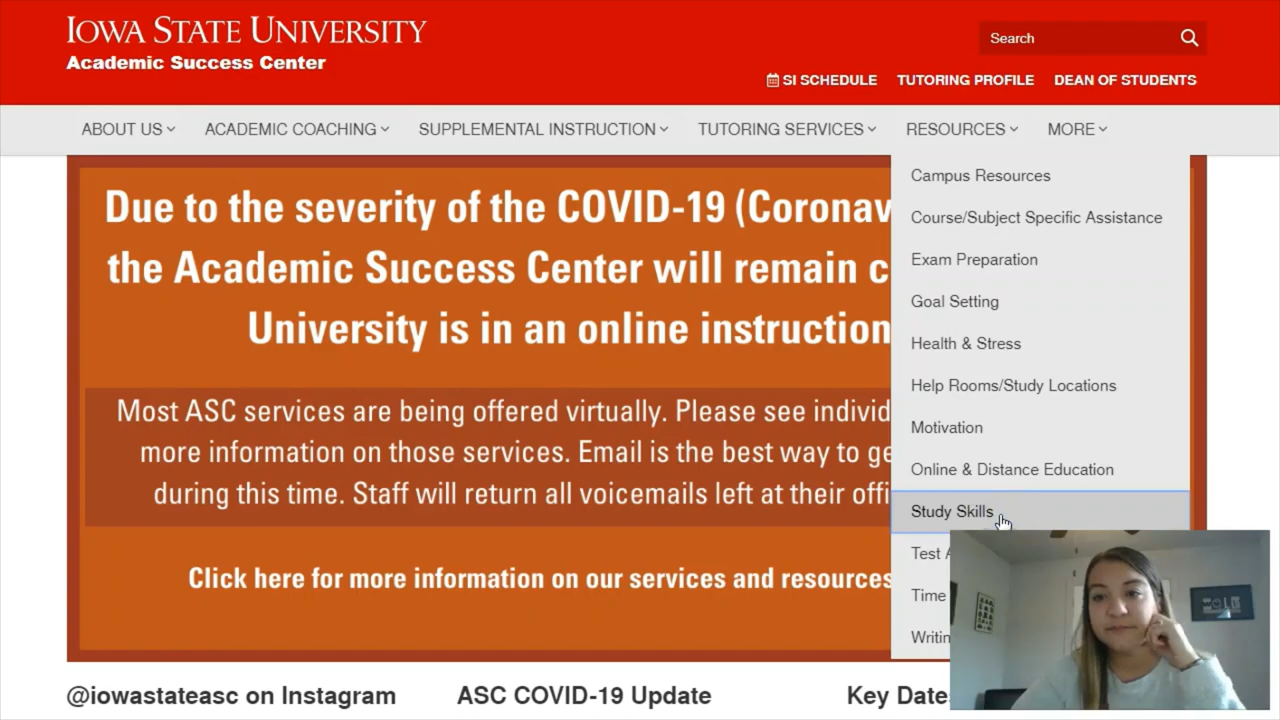 IOWA STATE UNIVERSITY
Academic Success Center
Search
SI SCHEDULE TUTORING PROFILE DEAN OF STUDENTS
ABOUT US ACADEMIC COACHING SUPPLEMENTAL INSTRUCTION TUTORING SERVICES RESOURCES MORE
Due to the severity of the COVID-19 (Coronav
the Academic Success Center will remain c
University is in an online instruction
Most ASC services are being offered virtually. Please see individ
more information on those services. Email is the best way to ge
during this time. Staff will return all voicemails left at their offi
Click here for more information on our services and resources
Campus Resources
Course/Subject Specific Assistance
Exam Preparation
Goal Setting
Health & Stress
Help Rooms/Study Locations
Motivation
Online & Distance Education
Study Skills
Test A
Time
Writin
@iowastateasc on Instagram
ASC COVID-19 Update
Key Dates